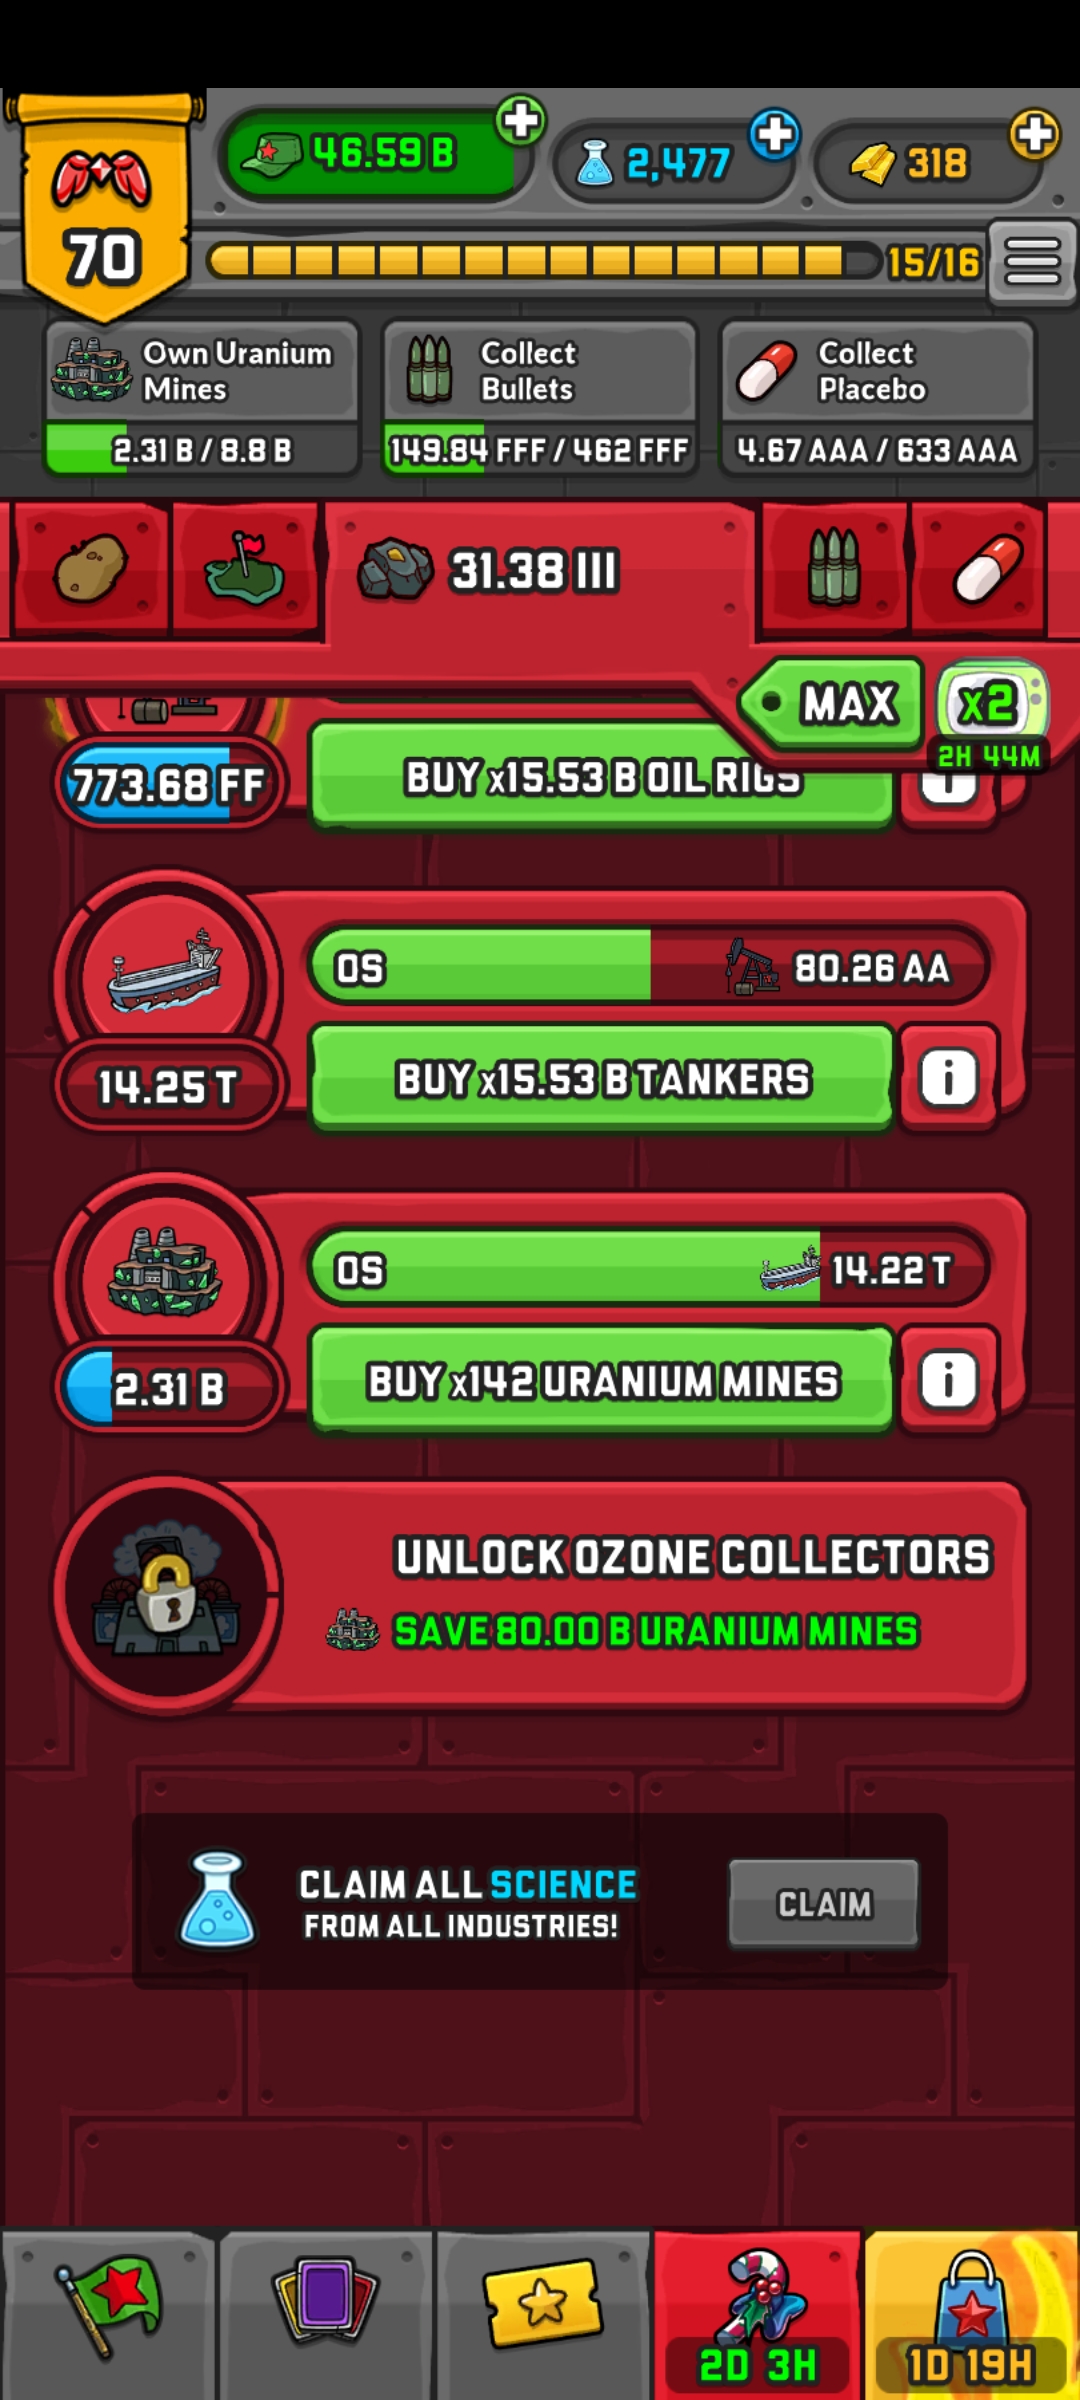 46.59 B
2,477
318
70
15/16
Own Uranium
Mines
2.31 B / 8.8 B
Collect
Bullets
149.84 FFF / 462 FFF
Collect
Placebo
4.67 AAA / 633 AAA
31.38 III
MAX
x2
2H 44M
773.68 FF
BUY x15.53 B OIL RIGS
0S
80.26 AA
14.25 T
BUY x15.53 B TANKERS
i
0S
14.22 T
2.31 B
BUY x142 URANIUM MINES
i
UNLOCK OZONE COLLECTORS
SAVE 80.00 B URANIUM MINES
CLAIM ALL SCIENCE
FROM ALL INDUSTRIES!
CLAIM
2D 3H
1D 19H